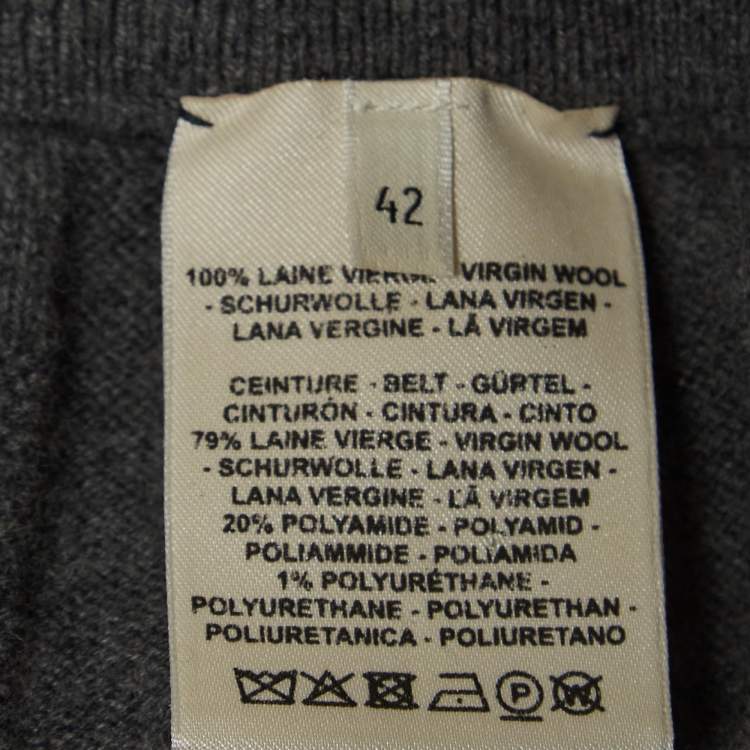 42
100% LAINE VIERGE - VIRGIN WOOL
- SCHURWOLLE - LANA VIRGEN -
LANA VERGINE - LÃ VIRGEM
CEINTURE - BELT - GÜRTEL -
CINTURÓN - CINTURA - CINTO
79% LAINE VIERGE - VIRGIN WOOL
- SCHURWOLLE - LANA VIRGEN -
LANA VERGINE - LÃ VIRGEM
20% POLYAMIDE - POLYAMID -
POLIAMMIDE - POLIAMIDA
1% POLYURÉTHANE -
POLYURETHANE - POLYURETHAN -
POLIURETANICA - POLIURETANO
P W